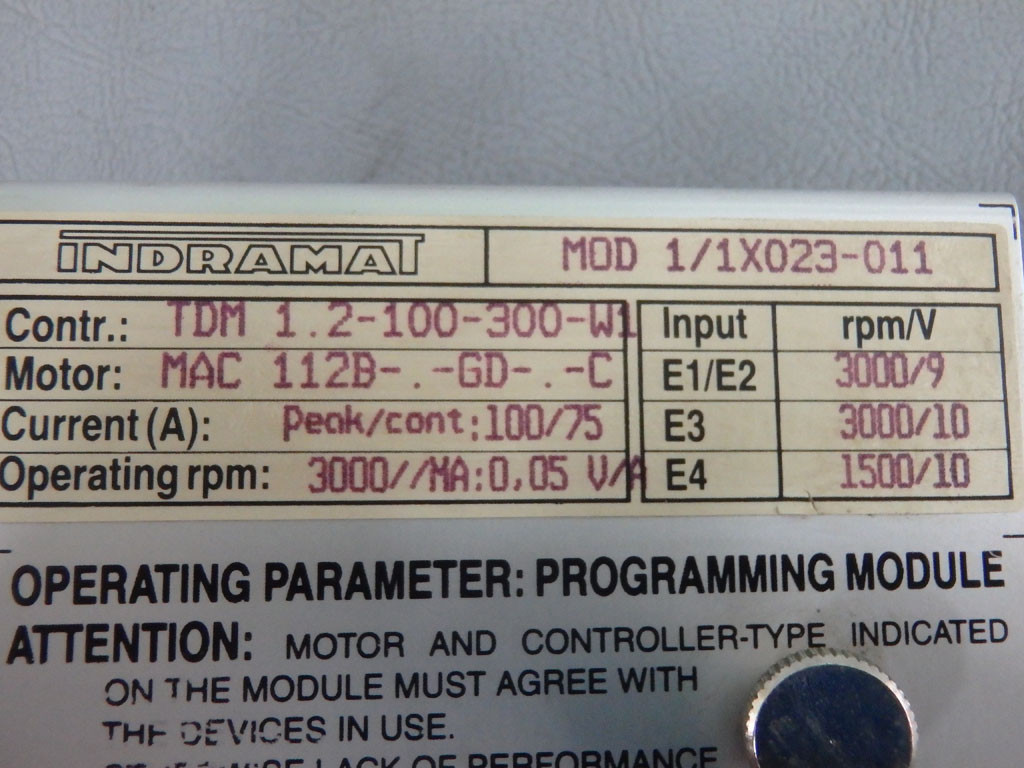 INDRAMAT MOD 1/1X023-011
Contr.: TDM 1.2-100-300-W1 Input rpm/V
Motor: MAC 112B-.-GD-.-C E1/E2 3000/9
Current (A): Peak/cont:100/75 E3 3000/10
Operating rpm: 3000//MA:0,05 V/A E4 1500/10
OPERATING PARAMETER: PROGRAMMING MODULE
ATTENTION: MOTOR AND CONTROLLER-TYPE INDICATED
ON THE MODULE MUST AGREE WITH
THE DEVICES IN USE.
LACK OF PERFORMANCE